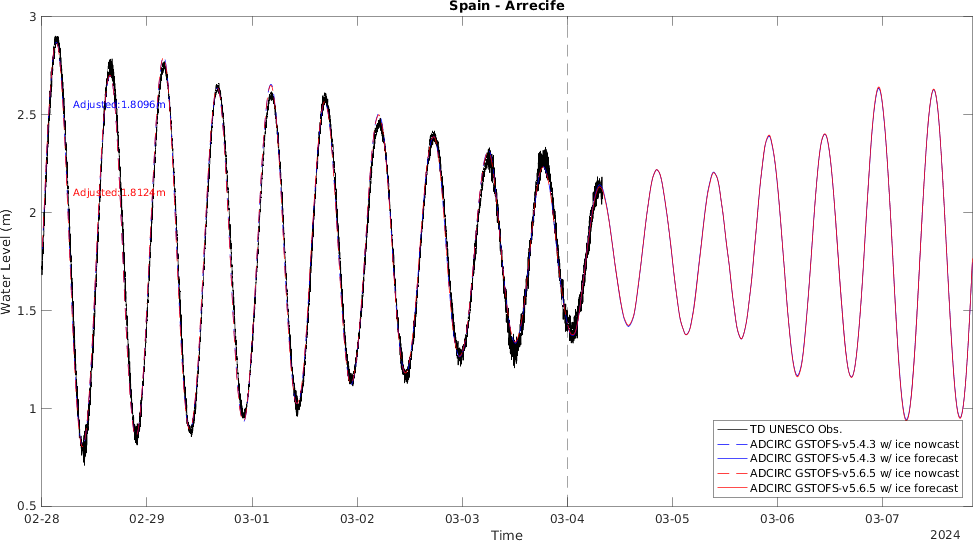 Spain - Arrecife
3
2.5
2
1.5
1
0.5
Water Level (m)
Adjusted:1.8096m
Adjusted:1.8124m
TD UNESCO Obs.
ADCIRC GSTOFS-v5.4.3 w/ ice nowcast
ADCIRC GSTOFS-v5.4.3 w/ ice forecast
ADCIRC GSTOFS-v5.6.5 w/ ice nowcast
ADCIRC GSTOFS-v5.6.5 w/ ice forecast
02-28 02-29 03-01 03-02 03-03 03-04 03-05 03-06 03-07
Time
2024